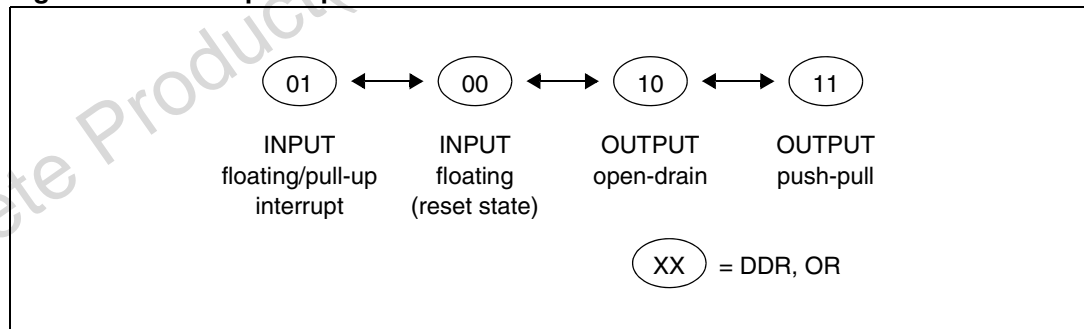 01
00
10
11
INPUT
floating/pull-up
interrupt
INPUT
floating
(reset state)
OUTPUT
open-drain
OUTPUT
push-pull
XX = DDR, OR